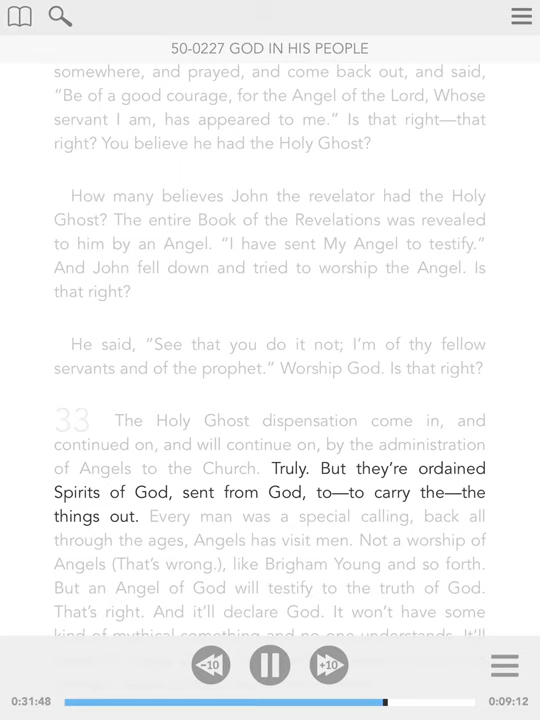 50-0227 GOD IN HIS PEOPLE
somewhere, and prayed, and come back out, and said,
“Be of a good courage, for the Angel of the Lord, Whose
servant I am, has appeared to me.” Is that right—that
right? You believe he had the Holy Ghost?
How many believes John the revelator had the Holy
Ghost? The entire Book of the Revelations was revealed
to him by an Angel. “I have sent My Angel to testify.”
And John fell down and tried to worship the Angel. Is
that right?
He said, “See that you do it not; I’m of thy fellow
servants and of the prophet.” Worship God. Is that right?
33 The Holy Ghost dispensation come in, and
continued on, and will continue on, by the administration
of Angels to the Church. Truly. But they’re ordained
Spirits of God, sent from God, to—to carry the—the
things out. Every man was a special calling, back all
through the ages, Angels has visit men. Not a worship of
Angels (That’s wrong.), like Brigham Young and so forth.
But an Angel of God will testify to the truth of God.
That’s right. And it’ll declare God. It won’t have some
kind of mythical something and no one understands. It’ll
-10 +10
0:31:48 0:09:12